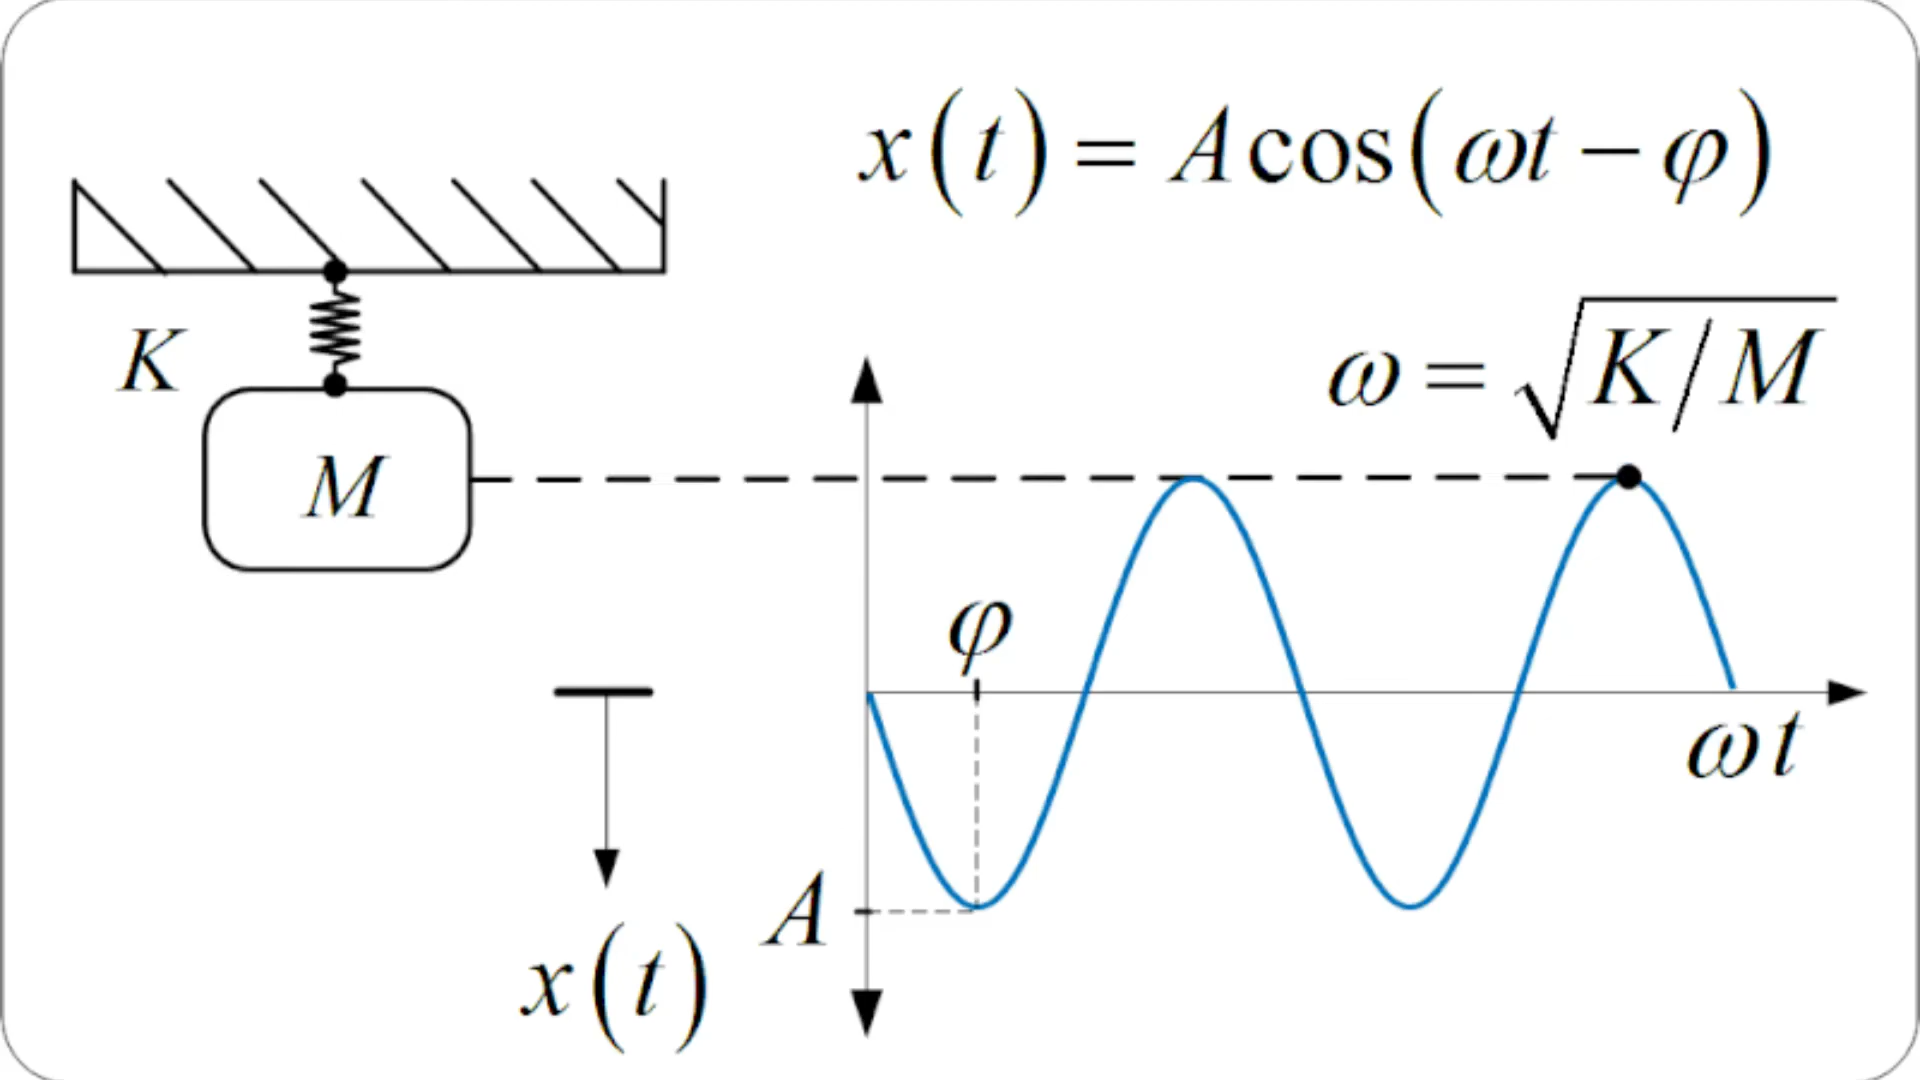 x(t) = A cos(ωt − φ)
K
ω = √K/M
M
φ
ωt
A
x(t)